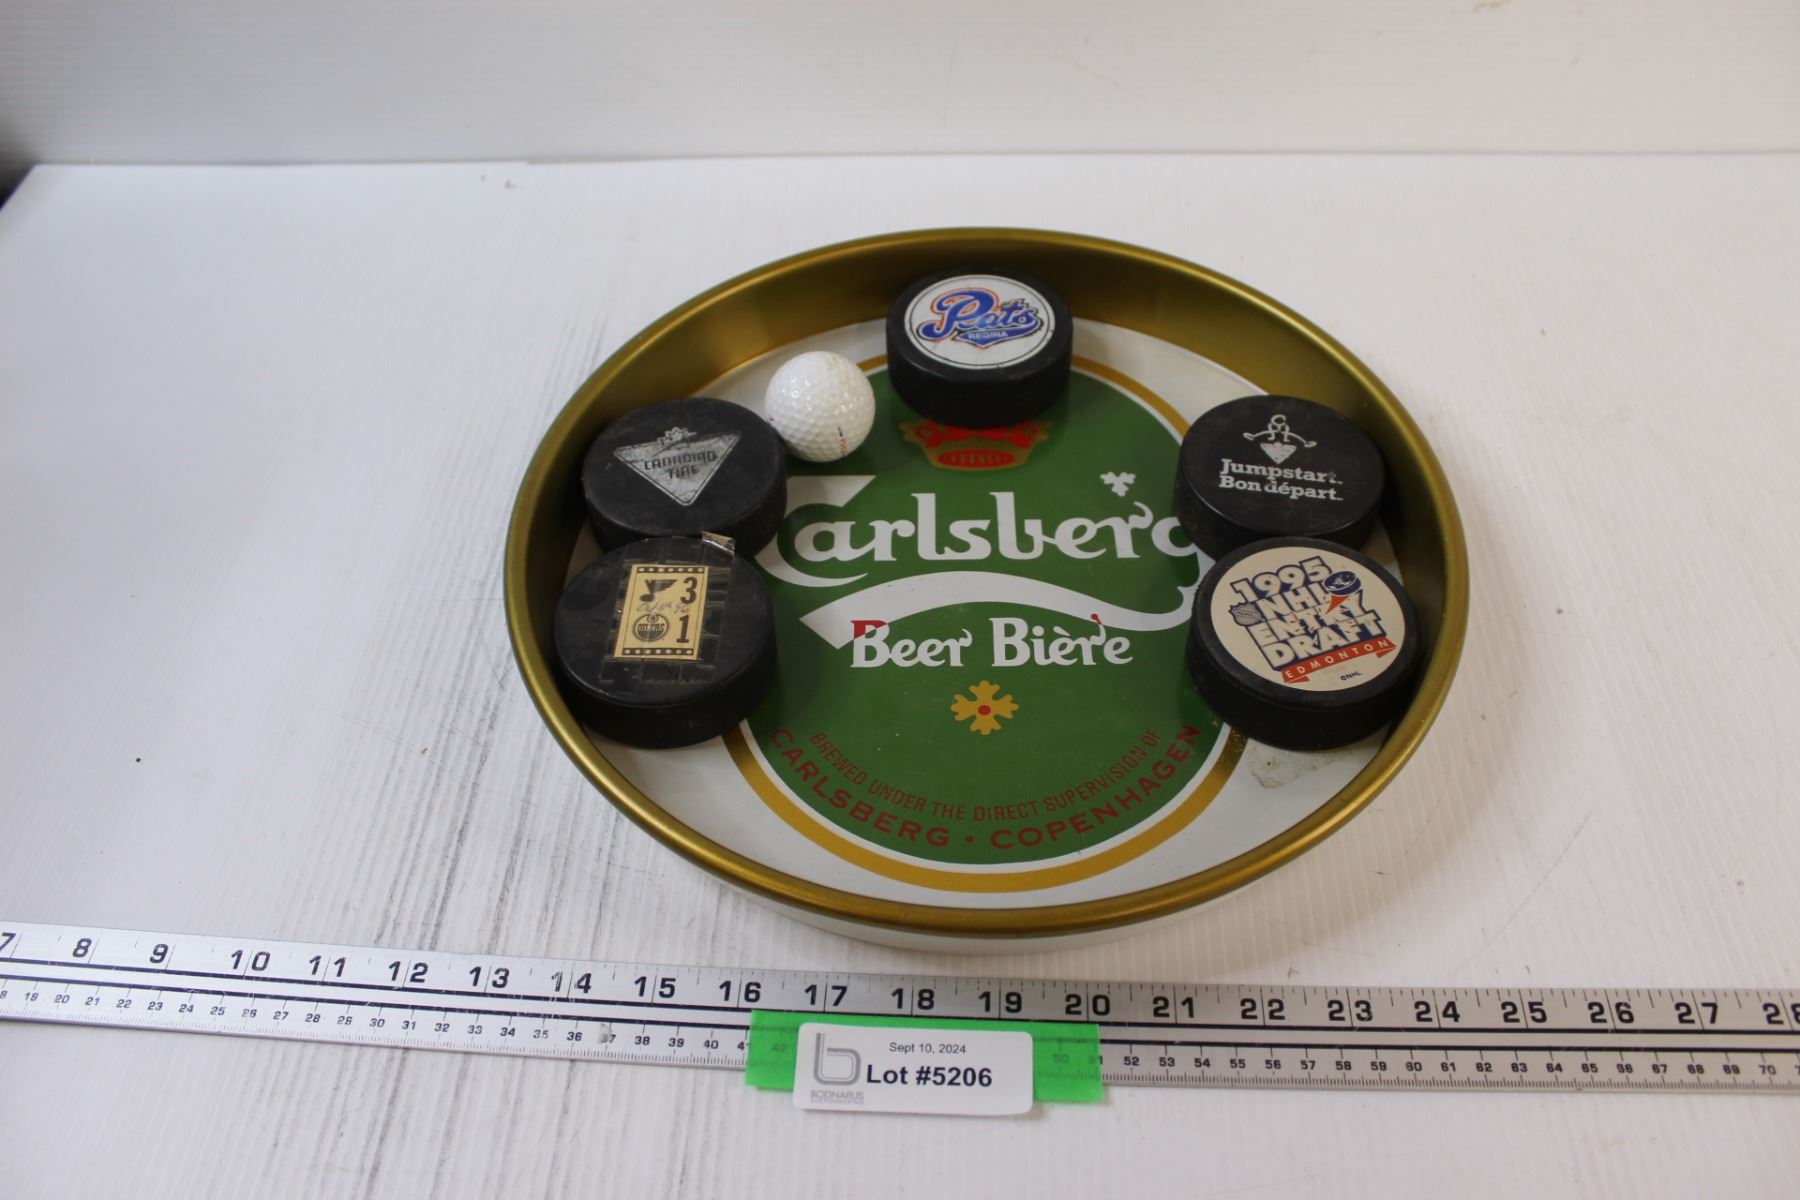 Pats
REGINA
CANADIAN
TIRE
Jumpstart
Bon départ
Carlsberg
3
OILERS
1
1995
NHL
ENTRY
DRAFT
EDMONTON
©NHL
Beer Bière
BREWED UNDER THE DIRECT SUPERVISION OF
CARLSBERG · COPENHAGEN
7 8 9 10 11 12 13 14 15 16 17 18 19 20 21 22 23 24 25 26 27 28
19 20 21 22 23 24 25 26 27 28 29 30 31 32 33 34 35 36 37 38 39 40 41 42 50 51 52 53 54 55 56 57 58 59 60 61 62 63 64 65 66 67 68 69 70
Sept 10, 2024
Lot #5206
BODNARUS
AUCTIONEERING